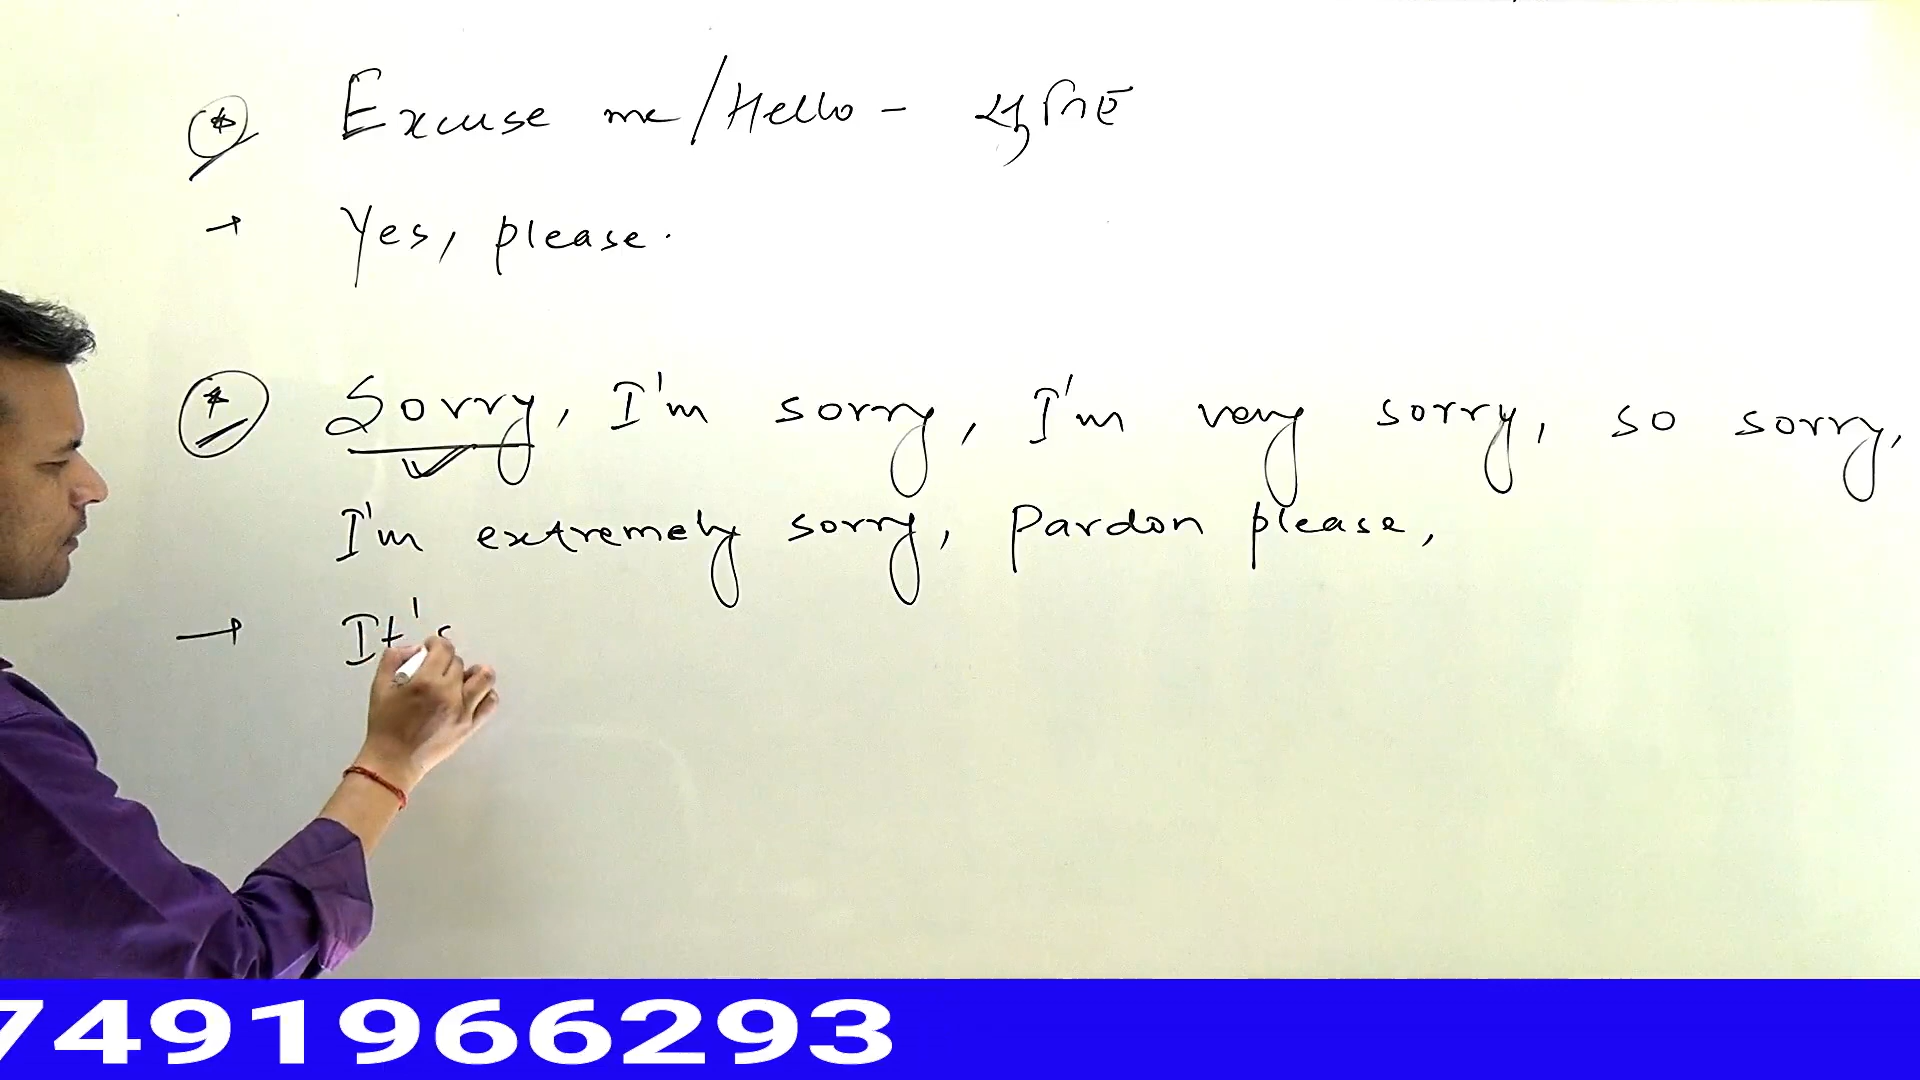 * Excuse me/Hello - सुनिए
→ Yes, please.
* Sorry, I'm sorry, I'm very sorry, so sorry,
I'm extremely sorry, Pardon please,
→ It's
7491966293